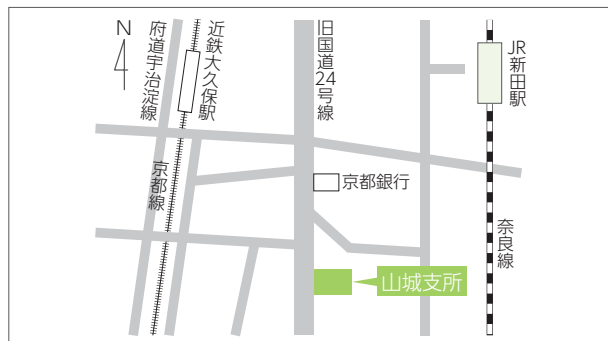 N
府道宇治淀線
近鉄大久保駅
旧国道24号線
JR新田駅
京都線
京都銀行
奈良線
山城支所